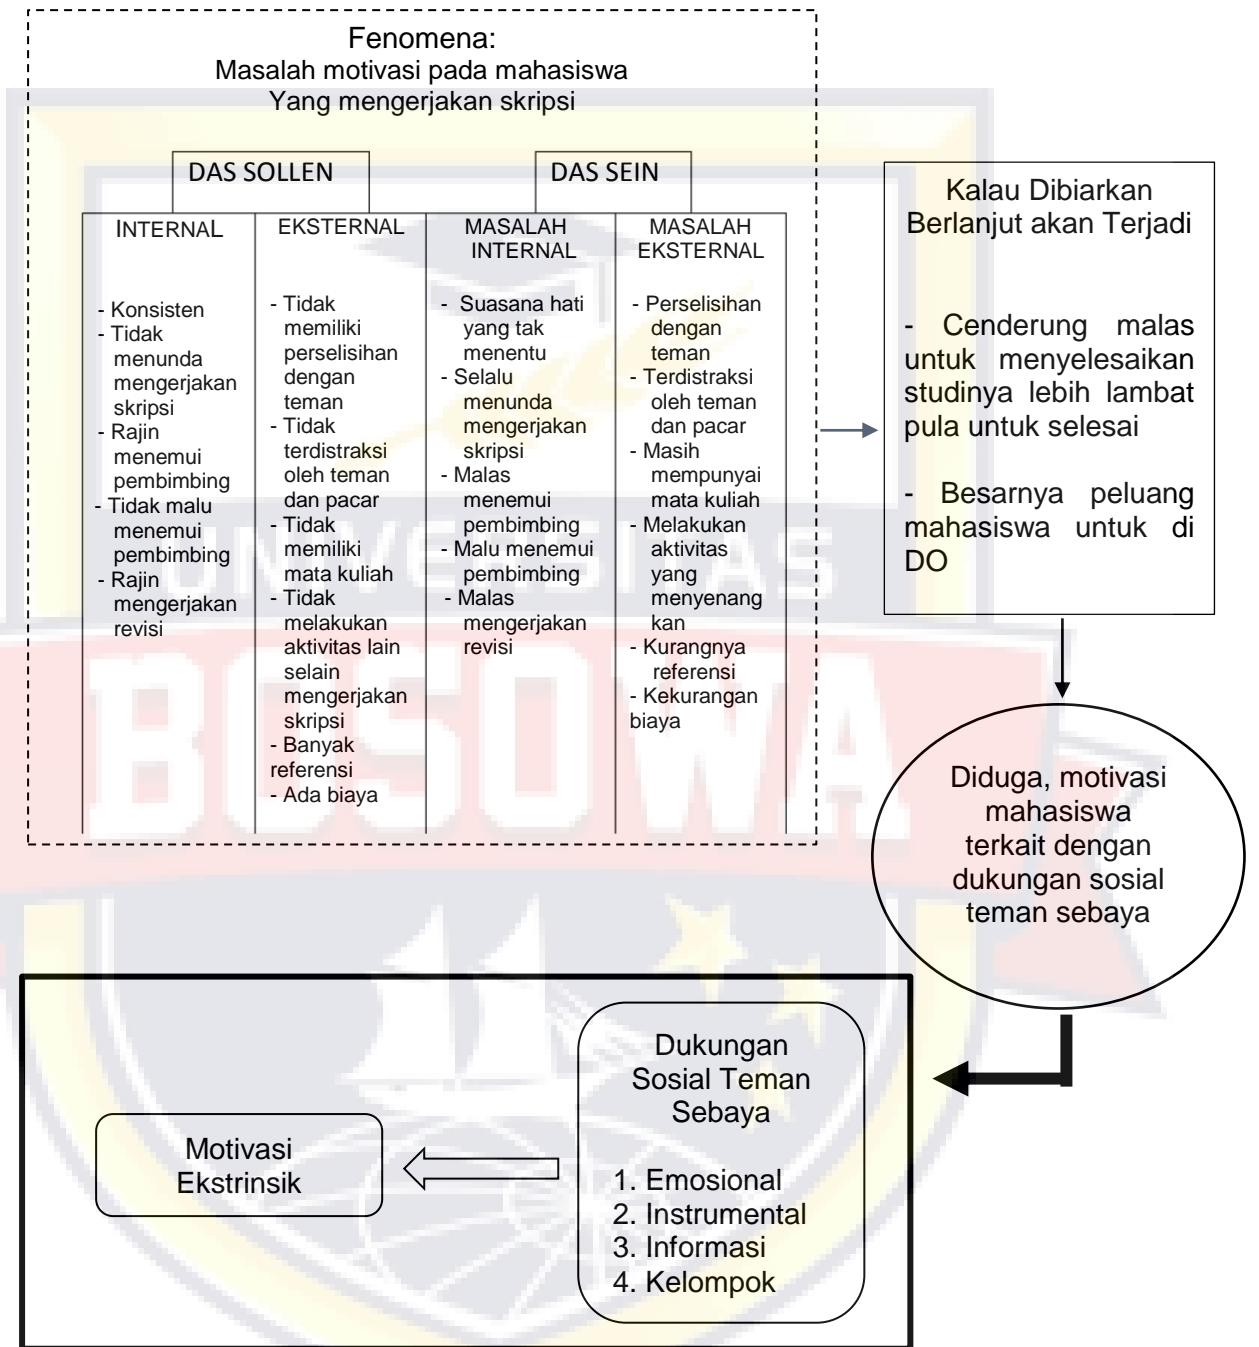 Fenomena:
Masalah motivasi pada mahasiswa
Yang mengerjakan skripsi
DAS SOLLEN
DAS SEIN
INTERNAL
- Konsisten
- Tidak
menunda
mengerjakan
skripsi
- Rajin
menemui
pembimbing
- Tidak malu
menemui
pembimbing
- Rajin
mengerjakan
revisi
EKSTERNAL
- Tidak
memiliki
perselisihan
dengan
teman
- Tidak
terdistraksi
oleh teman
dan pacar
- Tidak
memiliki
mata kuliah
- Tidak
melakukan
aktivitas lain
selain
mengerjakan
skripsi
- Banyak
referensi
- Ada biaya
MASALAH
INTERNAL
- Suasana hati
yang tak
menentu
- Selalu
menunda
mengerjakan
skripsi
- Malas
menemui
pembimbing
- Malu menemui
pembimbing
- Malas
mengerjakan
revisi
MASALAH
EKSTERNAL
- Perselisihan
dengan
teman
- Terdistraksi
oleh teman
dan pacar
- Masih
mempunyai
mata kuliah
- Melakukan
aktivitas
yang
menyenang
kan
- Kurangnya
referensi
- Kekurangan
biaya
Kalau Dibiarkan
Berlanjut akan Terjadi
- Cenderung malas
untuk menyelesaikan
studinya lebih lambat
pula untuk selesai
- Besarnya peluang
mahasiswa untuk di
DO
Diduga, motivasi
mahasiswa
terkait dengan
dukungan sosial
teman sebaya
Dukungan
Sosial Teman
Sebaya
1. Emosional
2. Instrumental
3. Informasi
4. Kelompok
Motivasi
Ekstrinsik
UNIVERSITAS
BOSOWA